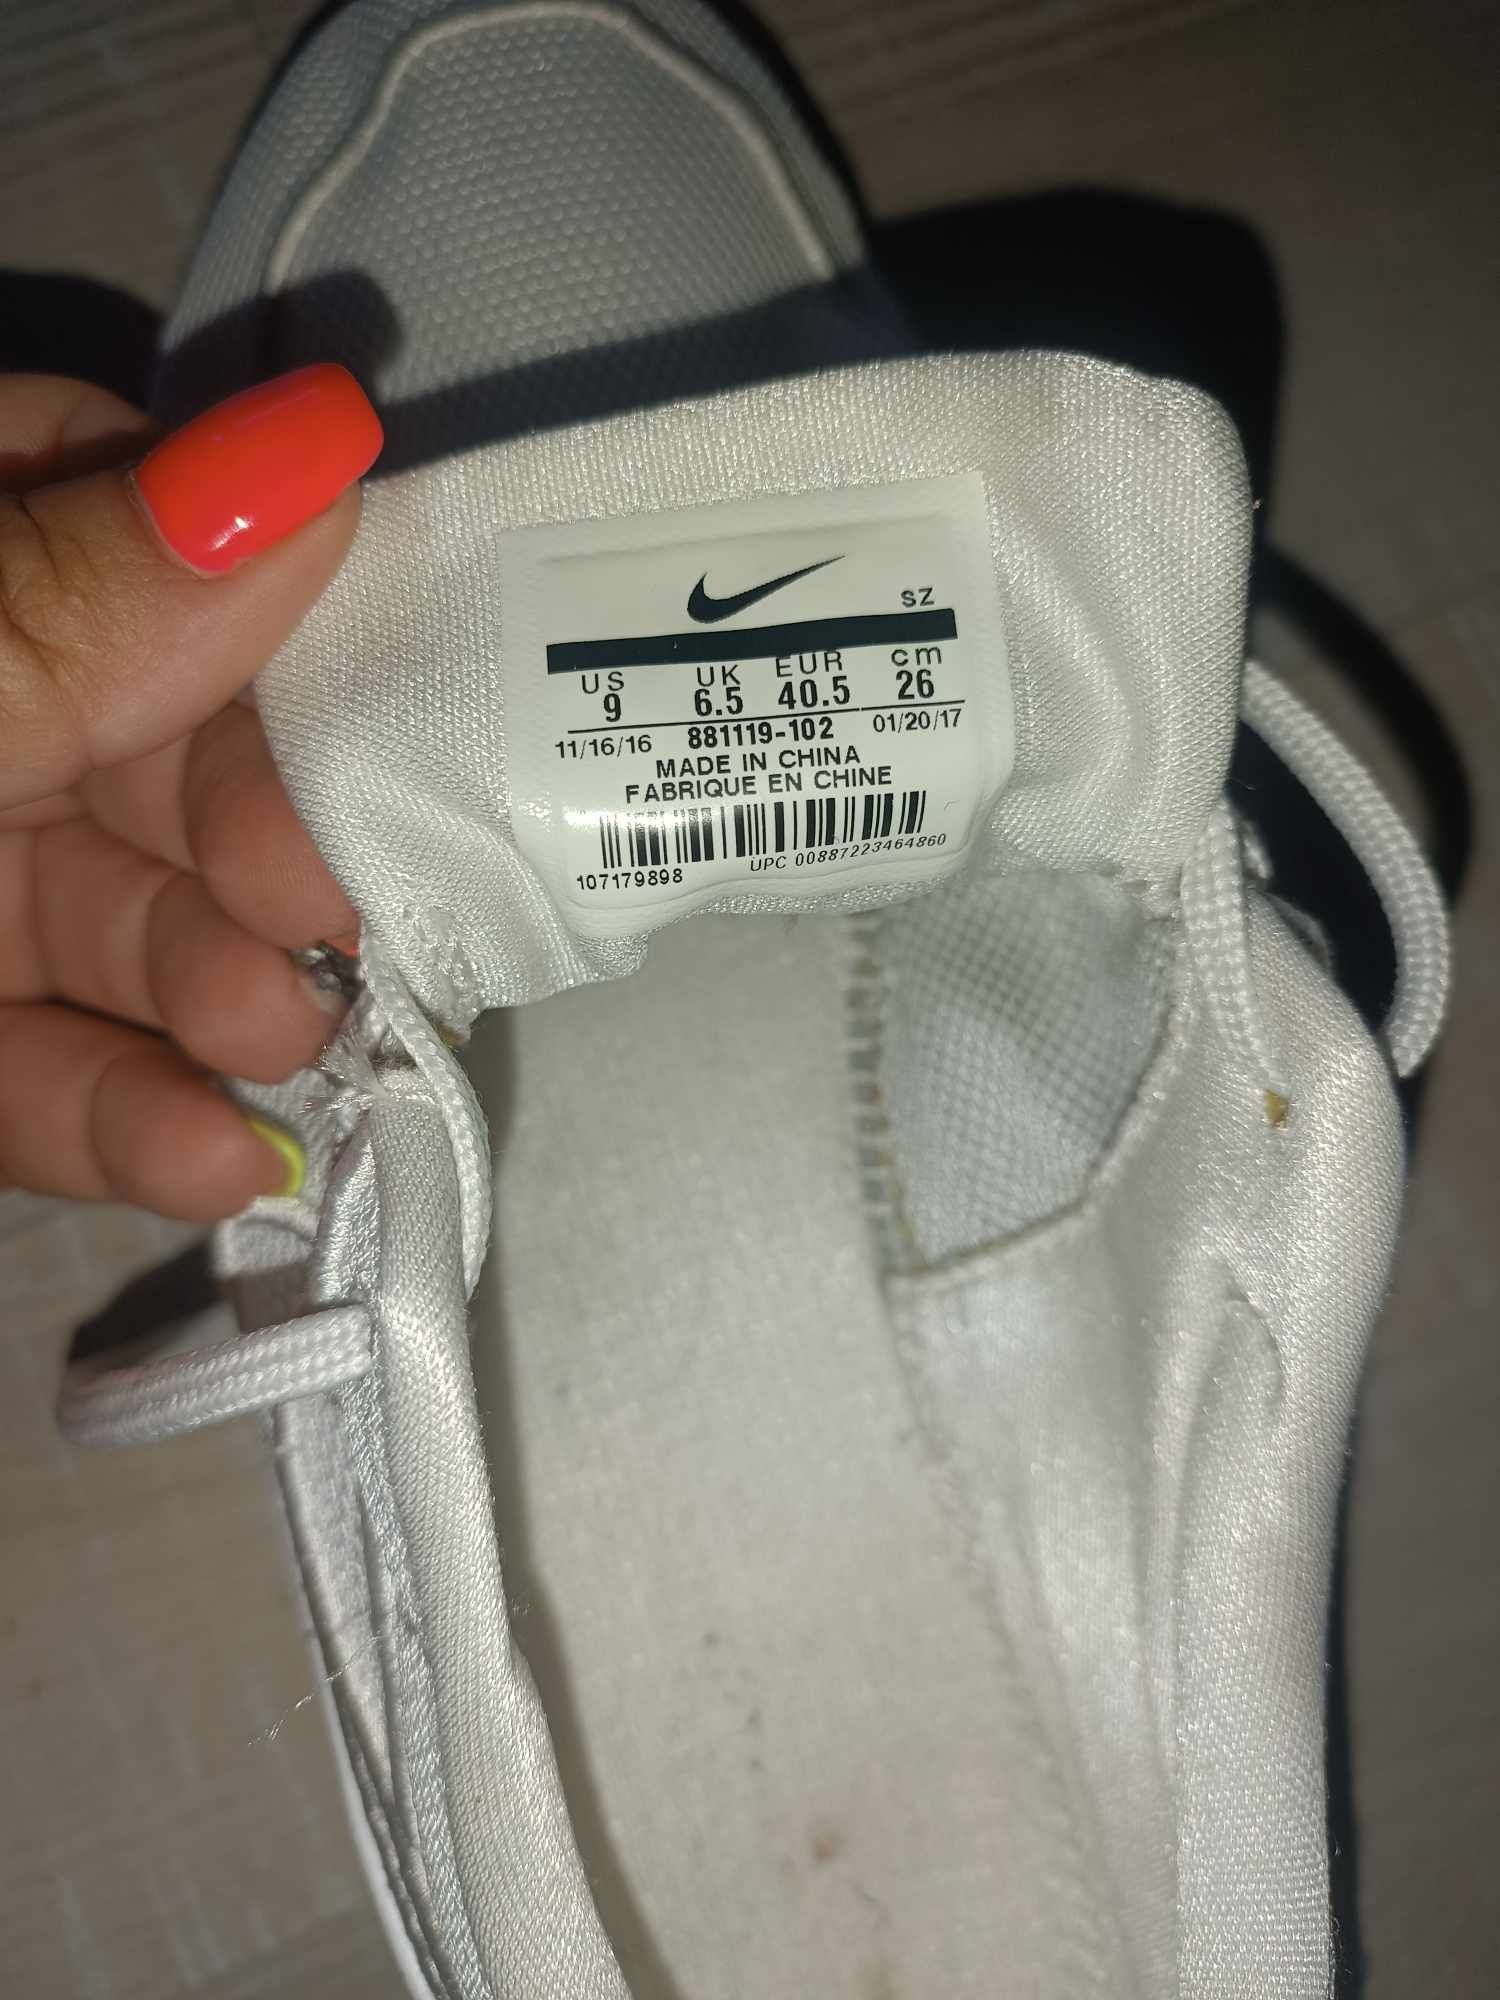 SZ
US UK EUR cm
9 6.5 40.5 26
11/16/16 881119-102 01/20/17
MADE IN CHINA
FABRIQUE EN CHINE
107179898 UPC 00887223464860